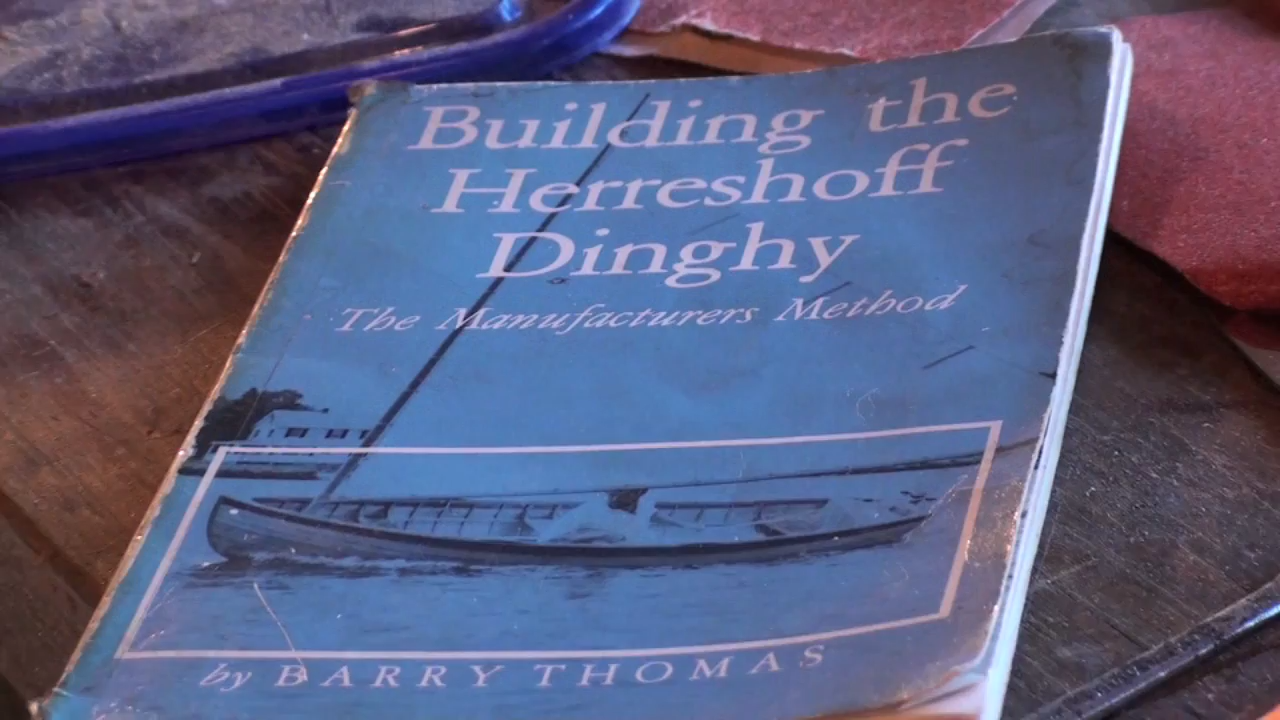 Building the
Herreshoff
Dinghy
The Manufacturers Method
by BARRY THOMAS